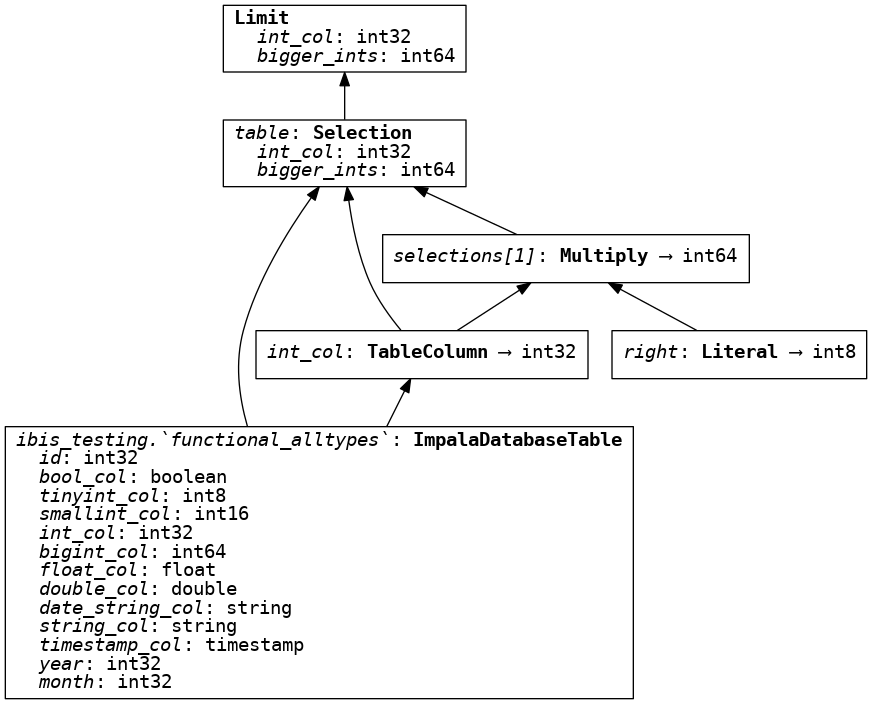 Limit
int_col: int32
bigger_ints: int64
table: Selection
int_col: int32
bigger_ints: int64
selections[1]: Multiply → int64
int_col: TableColumn → int32
right: Literal → int8
ibis_testing.`functional_alltypes`: ImpalaDatabaseTable
id: int32
bool_col: boolean
tinyint_col: int8
smallint_col: int16
int_col: int32
bigint_col: int64
float_col: float
double_col: double
date_string_col: string
string_col: string
timestamp_col: timestamp
year: int32
month: int32